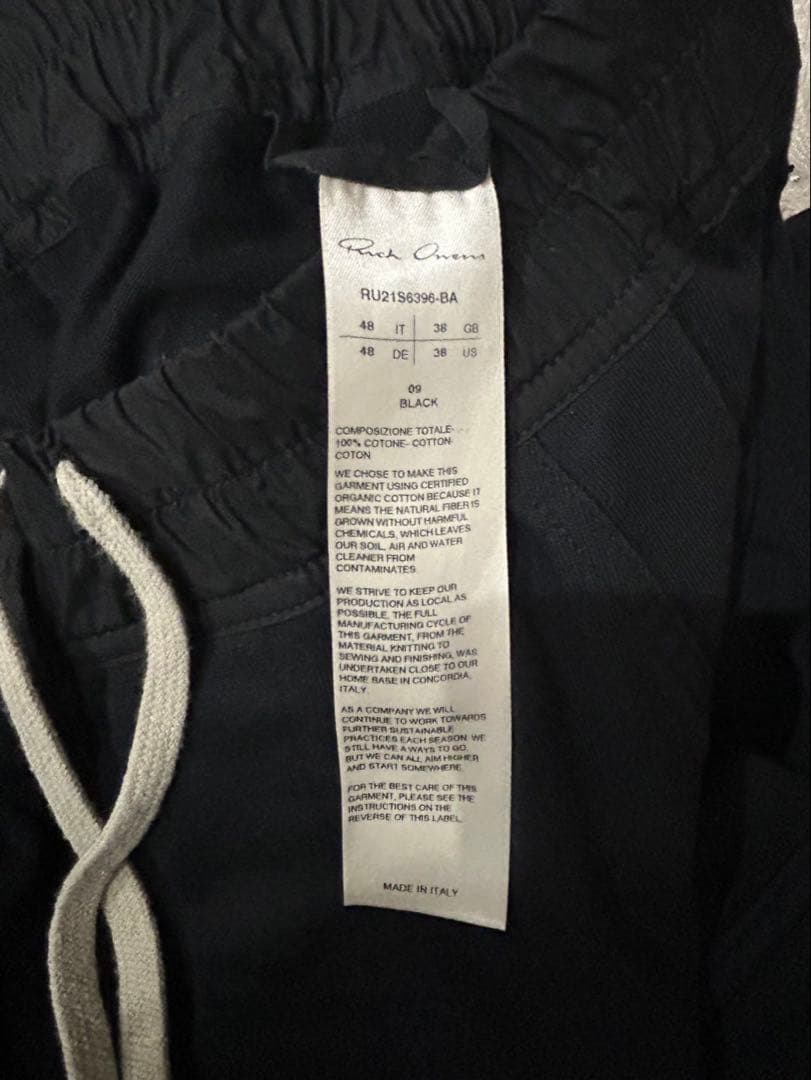 Rick Owens
RU21S6396-BA
48 IT 38 GB
48 DE 38 US
09
BLACK
COMPOSIZIONE TOTALE-
100% COTONE- COTTON-
COTON
WE CHOSE TO MAKE THIS
GARMENT USING CERTIFIED
ORGANIC COTTON BECAUSE IT
MEANS THE NATURAL FIBER IS
GROWN WITHOUT HARMFUL
CHEMICALS, WHICH LEAVES
OUR SOIL, AIR AND WATER
CLEANER FROM
CONTAMINATES.
WE STRIVE TO KEEP OUR
PRODUCTION AS LOCAL AS
POSSIBLE. THE FULL
MANUFACTURING CYCLE OF
THIS GARMENT, FROM THE
MATERIAL KNITTING TO
SEWING AND FINISHING, WAS
UNDERTAKEN CLOSE TO OUR
HOME BASE IN CONCORDIA,
ITALY.
AS A COMPANY WE WILL
CONTINUE TO WORK TOWARDS
FURTHER SUSTAINABLE
PRACTICES EACH SEASON. WE
STILL HAVE A WAYS TO GO,
BUT WE CAN ALL AIM HIGHER
AND START SOMEWHERE.
FOR THE BEST CARE OF THIS
GARMENT, PLEASE SEE THE
INSTRUCTIONS ON THE
REVERSE OF THIS LABEL.
MADE IN ITALY